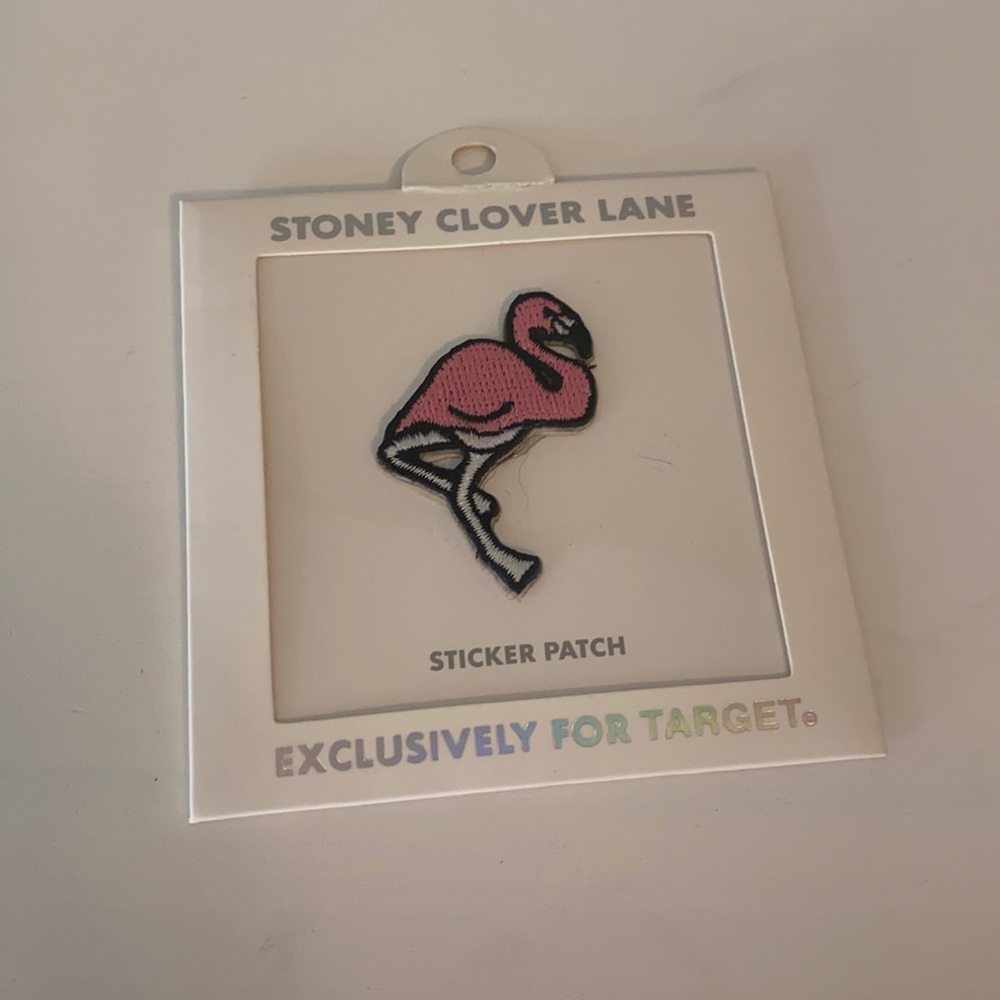 STONEY CLOVER LANE
STICKER PATCH
EXCLUSIVELY FOR TARGET®